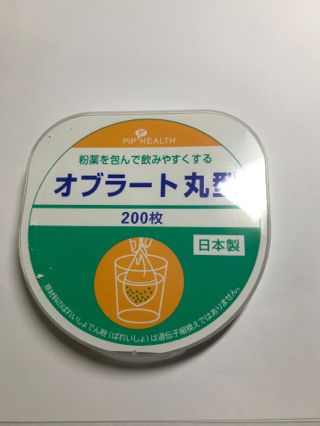 PIP HEALTH
粉薬を包んで飲みやすくする
オブラート丸型
200枚
日本製
原材料のばれいしょでん粉(ばれいしょ)は遺伝子組換えではありません。